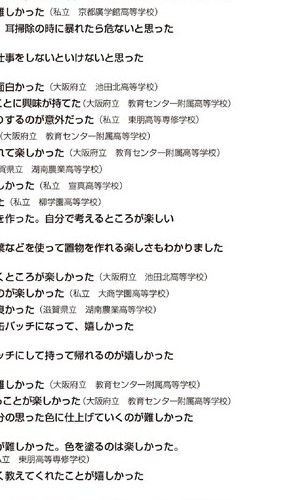 難しかった（私立　京都廣学館高等学校）
、耳掃除の時に暴れたら危ないと思った
仕事をしないといけないと思った
面白かった（大阪府立　池田北高等学校）
ことに興味が持てた（大阪府立　教育センター附属高等学校）
りするのが意外だった（私立　東朋高等専修学校）
（大阪府立　教育センター附属高等学校）
れて楽しかった（大阪府立　教育センター附属高等学校）
賀県立　湖南農業高等学校）
しかった（私立　宣真高等学校）
た（私立　柳学園高等学校）
を作った。自分で考えるところが楽しい
葉などを使って置物を作れる楽しさもわかりました
くところが楽しかった（大阪府立　池田北高等学校）
のが楽しかった（私立　大商学園高等学校）
良かった（滋賀県立　湖南農業高等学校）
缶バッチになって、嬉しかった
ッチにして持って帰れるのが嬉しかった
難しかった（大阪府立　教育センター附属高等学校）
ることが楽しかった（大阪府立　教育センター附属高等学校）
分の思った色に仕上げていくのが難しかった
が難しかった。色を塗るのは楽しかった。
私立　東朋高等専修学校）
く教えてくれたことが嬉しかった